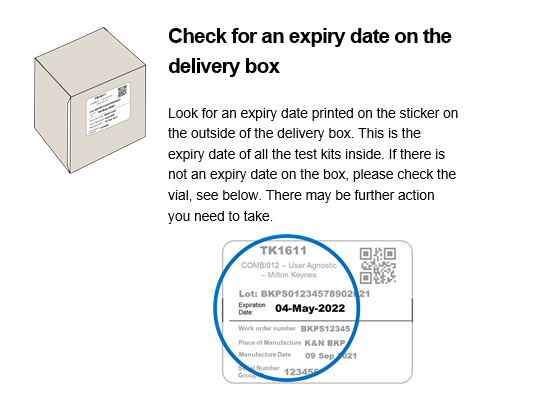 Check for an expiry date on the
delivery box
Look for an expiry date printed on the sticker on
the outside of the delivery box. This is the
expiry date of all the test kits inside. If there is
not an expiry date on the box, please check the
vial, see below. There may be further action
you need to take.
TK1611
TK1611
COMBI012 – User Agnostic
– Milton Keynes
Lot: BKPS01234578902021
Expiration
Date: 04-May-2022
Work order number BKPS12345
Place of Manufacture K&N BKP
Manufacture Date 09 Sep 2021
Serial Number
Group